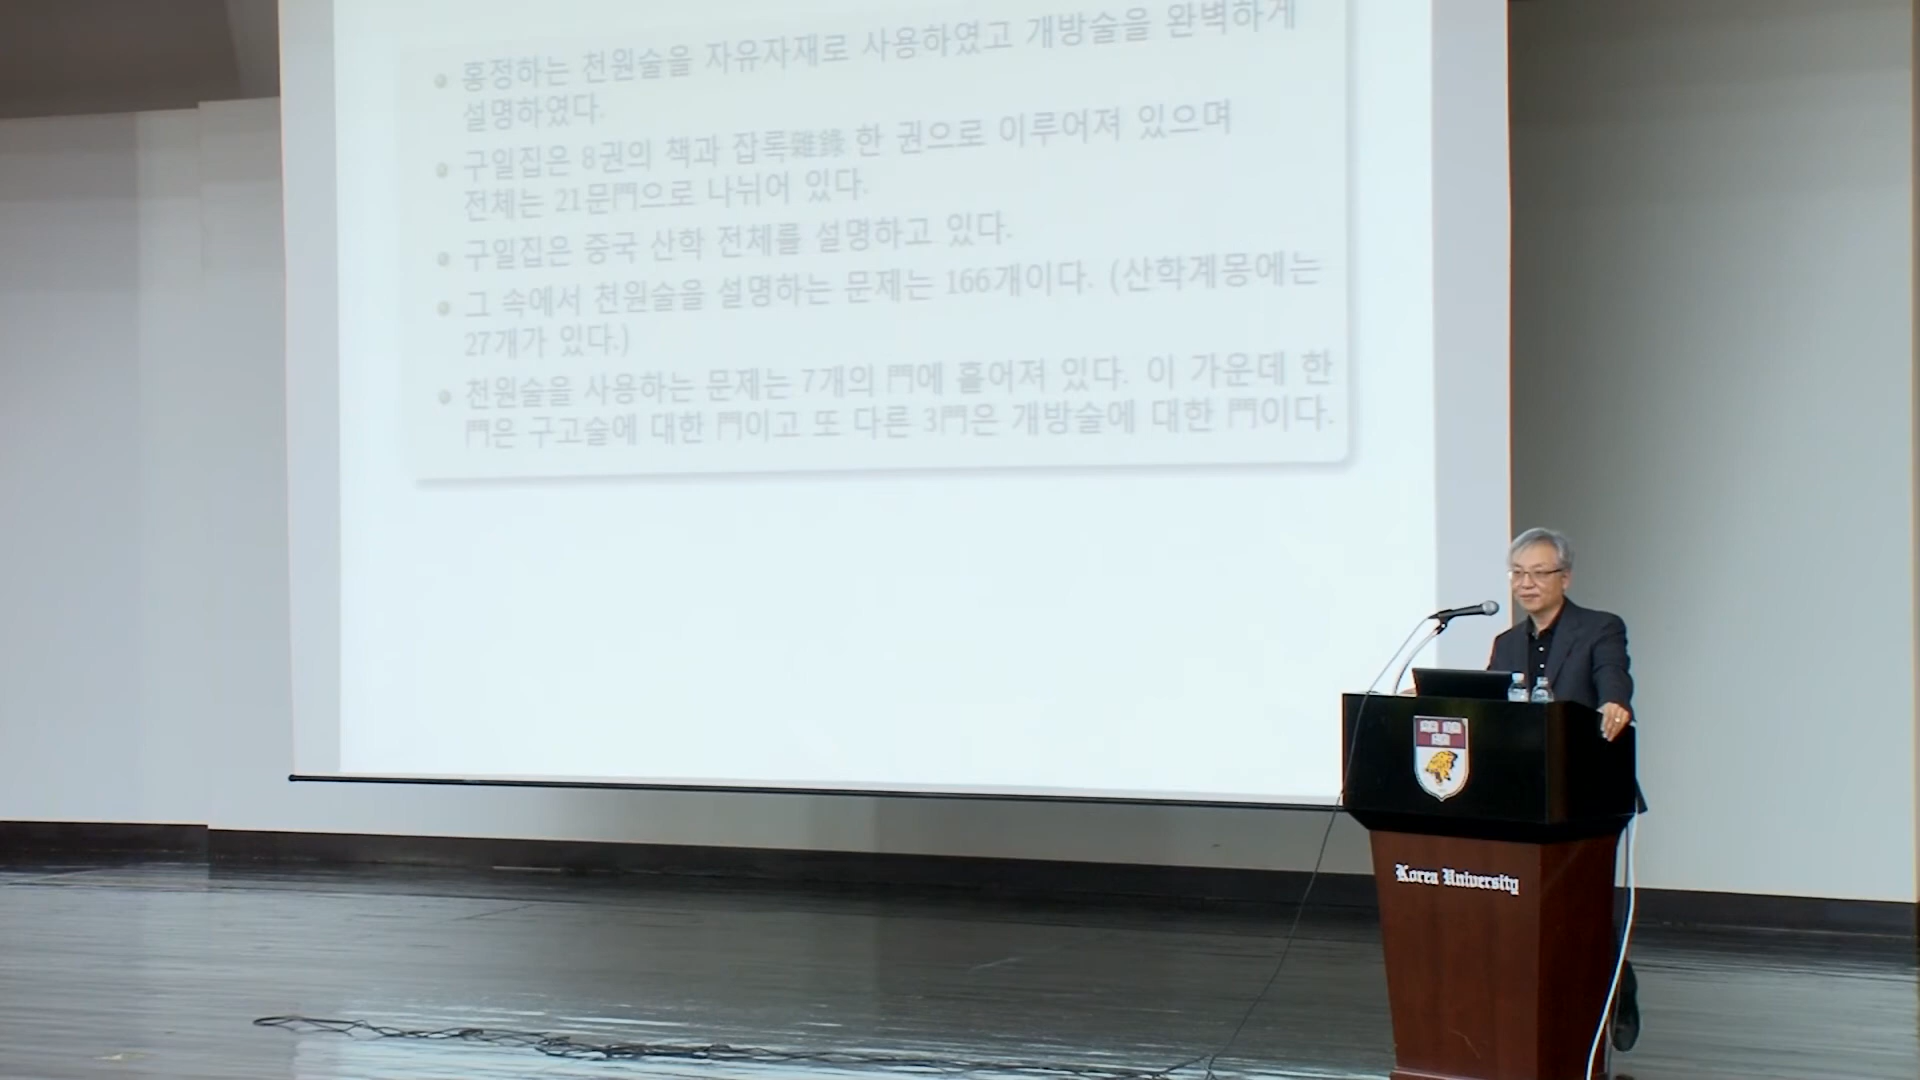 홍정하는 천원술을 자유자재로 사용하였고 개방술을 완벽하게
설명하였다.
구일집은 8권의 책과 잡록雜錄 한 권으로 이루어져 있으며
전체는 21문門으로 나뉘어 있다.
구일집은 중국 산학 전체를 설명하고 있다.
그 속에서 천원술을 설명하는 문제는 166개이다. (산학계몽에는
27개가 있다.)
천원술을 사용하는 문제는 7개의 門에 흩어져 있다. 이 가운데 한
門은 구고술에 대한 門이고 또 다른 3門은 개방술에 대한 門이다.
Korea University